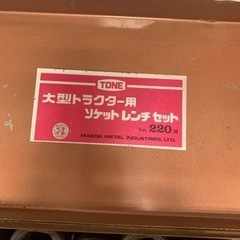 TONE
大型トラクター用
ソケットレンチセット
No. 220M
MAEDA METAL INDUSTRIES, LTD.